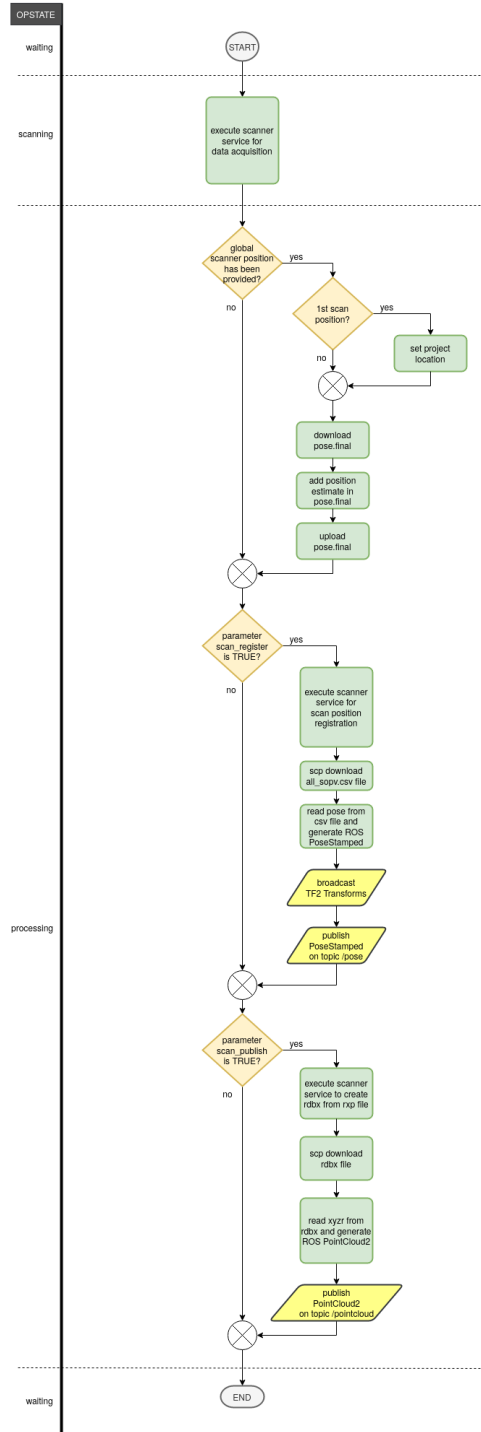 OPSTATE
waiting
START
scanning
execute scanner
service for
data acquisition
global
scanner position
has been
provided?
yes
no
1st scan
position?
yes
no
set project
location
download
pose.final
add position
estimate in
pose.final
upload
pose.final
parameter
scan_register
is TRUE?
yes
no
execute scanner
service for
scan position
registration
scp download
all_sopv.csv file
read pose from
csv file and
generate ROS
PoseStamped
broadcast
TF2 Transforms
processing
publish
PoseStamped
on topic /pose
parameter
scan_publish
is TRUE?
yes
no
execute scanner
service to create
rdbx from rxp file
scp download
rdbx file
read xyzr from
rdbx and generate
ROS PointCloud2
publish
PointCloud2
on topic /pointcloud
waiting
END